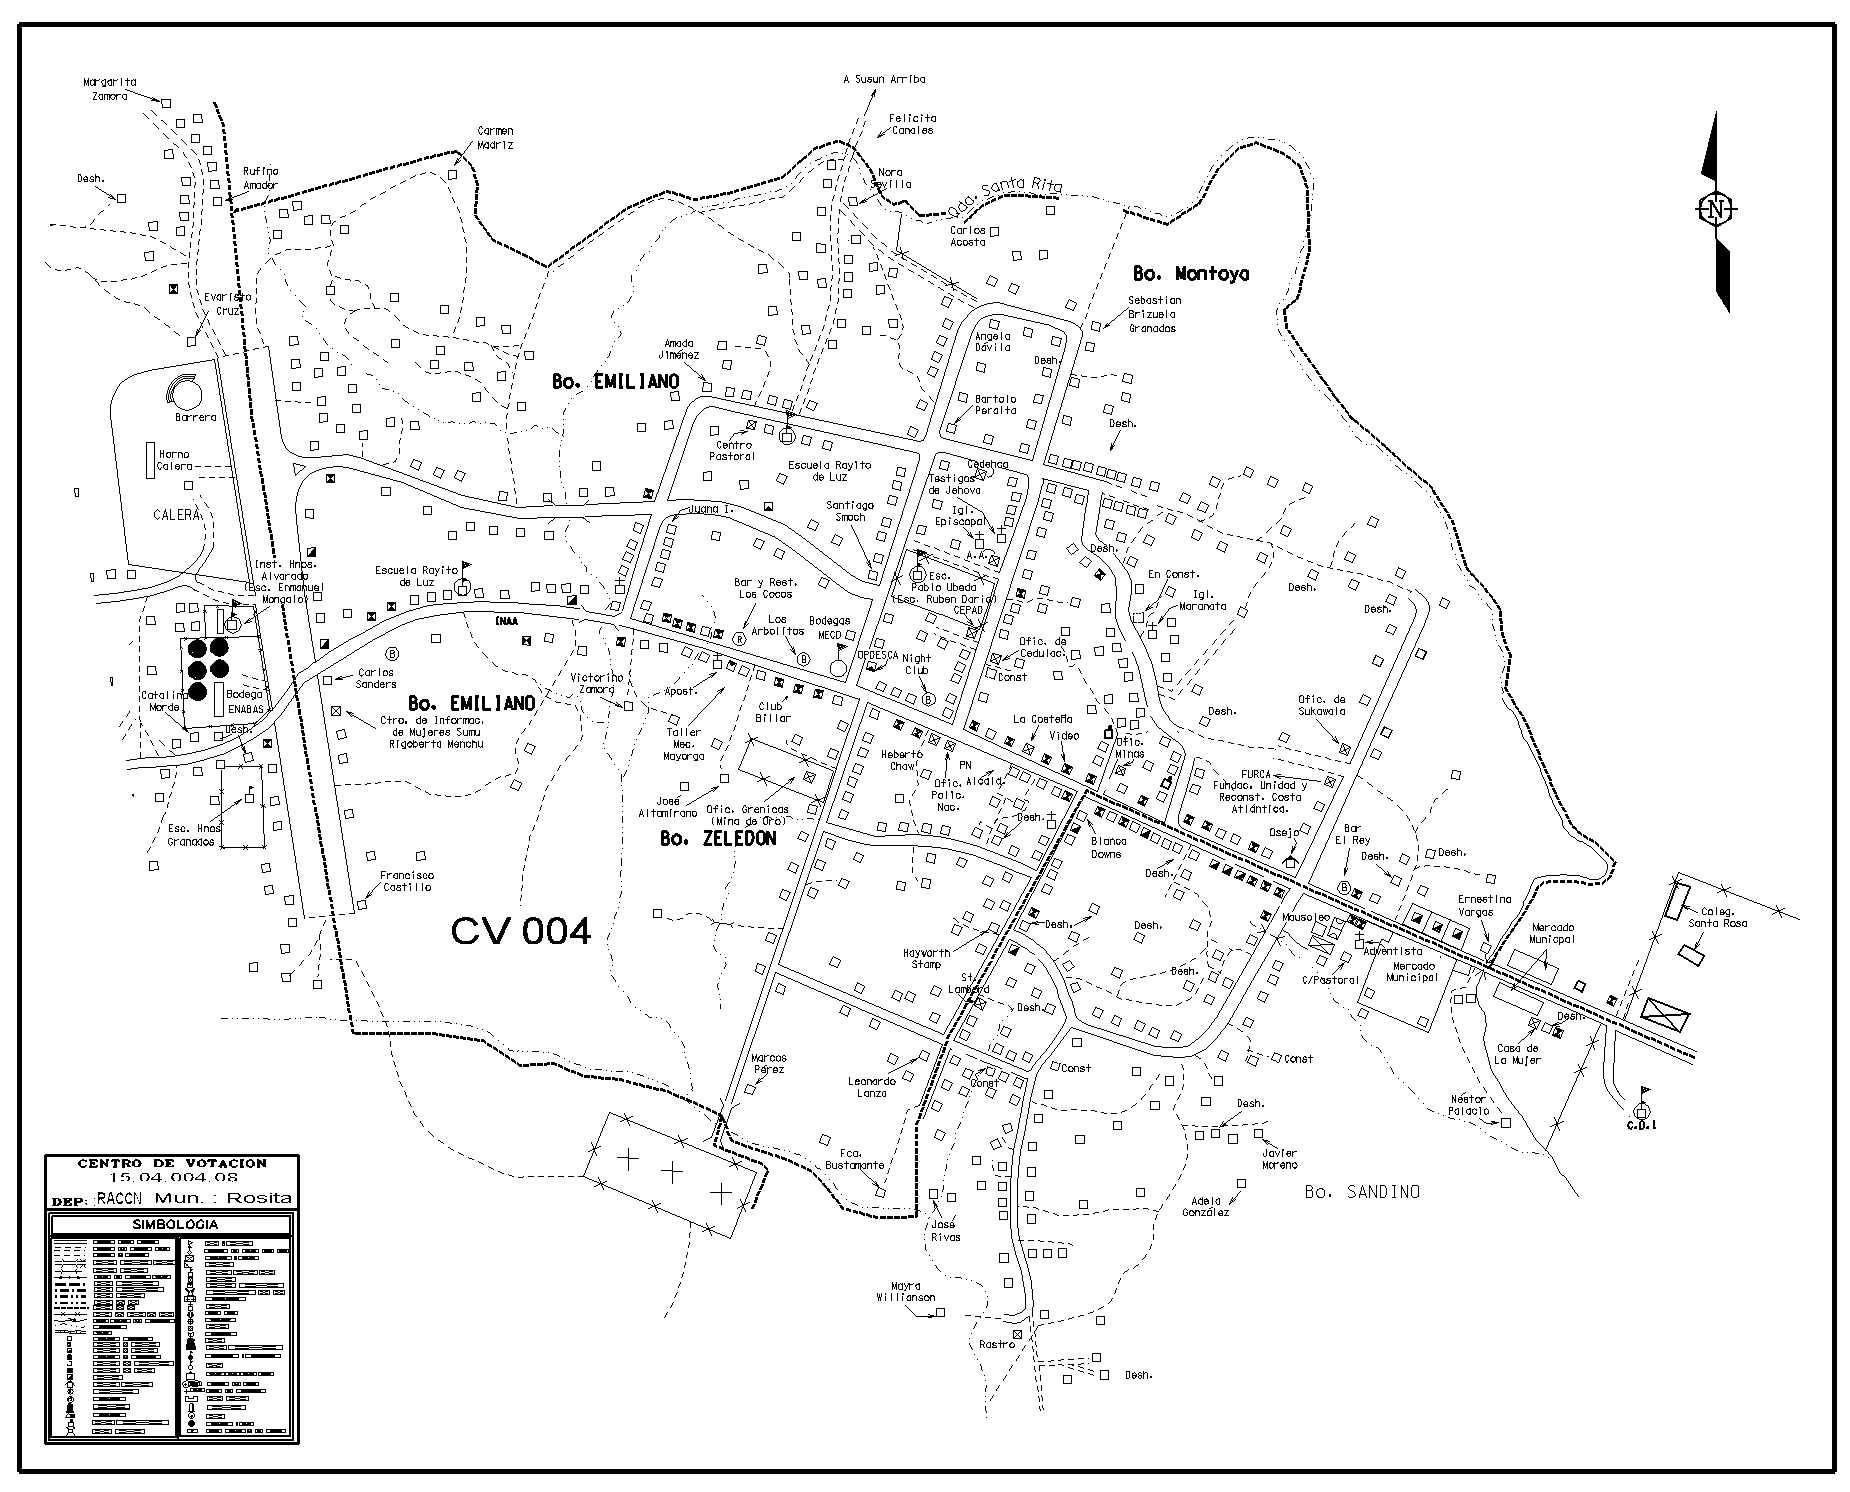 A Susun Arriba
Margarita
Zamora
Felicita
Canales
Carmen
Madriz
Desh.
Rufino
Amador
Nora
Sevilla
Qda. Santa Rita
Carlos
Acosta
N
Bo. Montoya
Evaristo
Cruz
Sebastian
Brizuela
Granados
Amada
Jiménez
Angela
Dávila
Desh.
Bo. EMILIANO
Barrera
Bartolo
Peralta
Desh.
Centro
Pastoral
Horno
Calera
Escuela Rayito
de Luz
Cedehca
Testigos
de Jehova
CALERA
Juana I.
Santiago
Smoch
Igl.
Episcopal
Inst. Hnos.
Alvarado
(Esc. Enmanuel
Mongalo)
Escuela Rayito
de Luz
Bar y Rest.
Los Cocos
A.A.
Esc.
Pablo Ubeda
(Esc. Ruben Dario)
CEPAD
Desh.
En Const.
Igl.
Maranata
Desh.
Desh.
INAA
R
Los
Arbolitos
B
Bodegas
MECD
OPDESCA
Night
Club
B
Ofic. de
Cedulac.
Const
B
Carlos
Sanders
Victorino
Zamora
Apost.
Catalina
Morde
Bodega
ENABAS
Desh.
Bo. EMILIANO
Ctro. de Informac.
de Mujeres Sumu
Rigoberta Menchu
Club
Billar
Taller
Mec.
Mayorga
La Costeña
Video
Ofic.
Minas
Desh.
Ofic. de
Sukawala
Heberto
Chaw
PN
Ofic.
Polic.
Nac.
Alcald.
FURCA
Fundac. Unidad y
Reconst. Costa
Atlántica.
José
Altamirano
Ofic. Grenicas
(Mina de Oro)
Desh.
Esc. Hnos
Granados
Bo. ZELEDON
Blanca
Downs
Osejo
Bar
El Rey
B
Desh.
Desh.
Desh.
Francisco
Castillo
CV 004
Ernestina
Vargas
Coleg.
Santa Rosa
Desh.
Desh.
Mausoleo
Mercado
Municpal
Hayworth
Stamp
Adventista
Mercado
Municipal
C/Pastoral
St.
Lambord
Desh.
Desh.
Desh.
Casa de
La Mujer
Marcos
Pérez
Leonardo
Lanza
Const
Const
Const
Néstor
Palacio
C.D.I
Desh.
Fca.
Bustamante
Javier
Moreno
Bo. SANDINO
Adela
González
José
Rivas
Mayra
Willianson
Rastro
Desh.
CENTRO DE VOTACION
15.04.004.08
DEP: RACCN Mun. : Rosita
SIMBOLOGIA